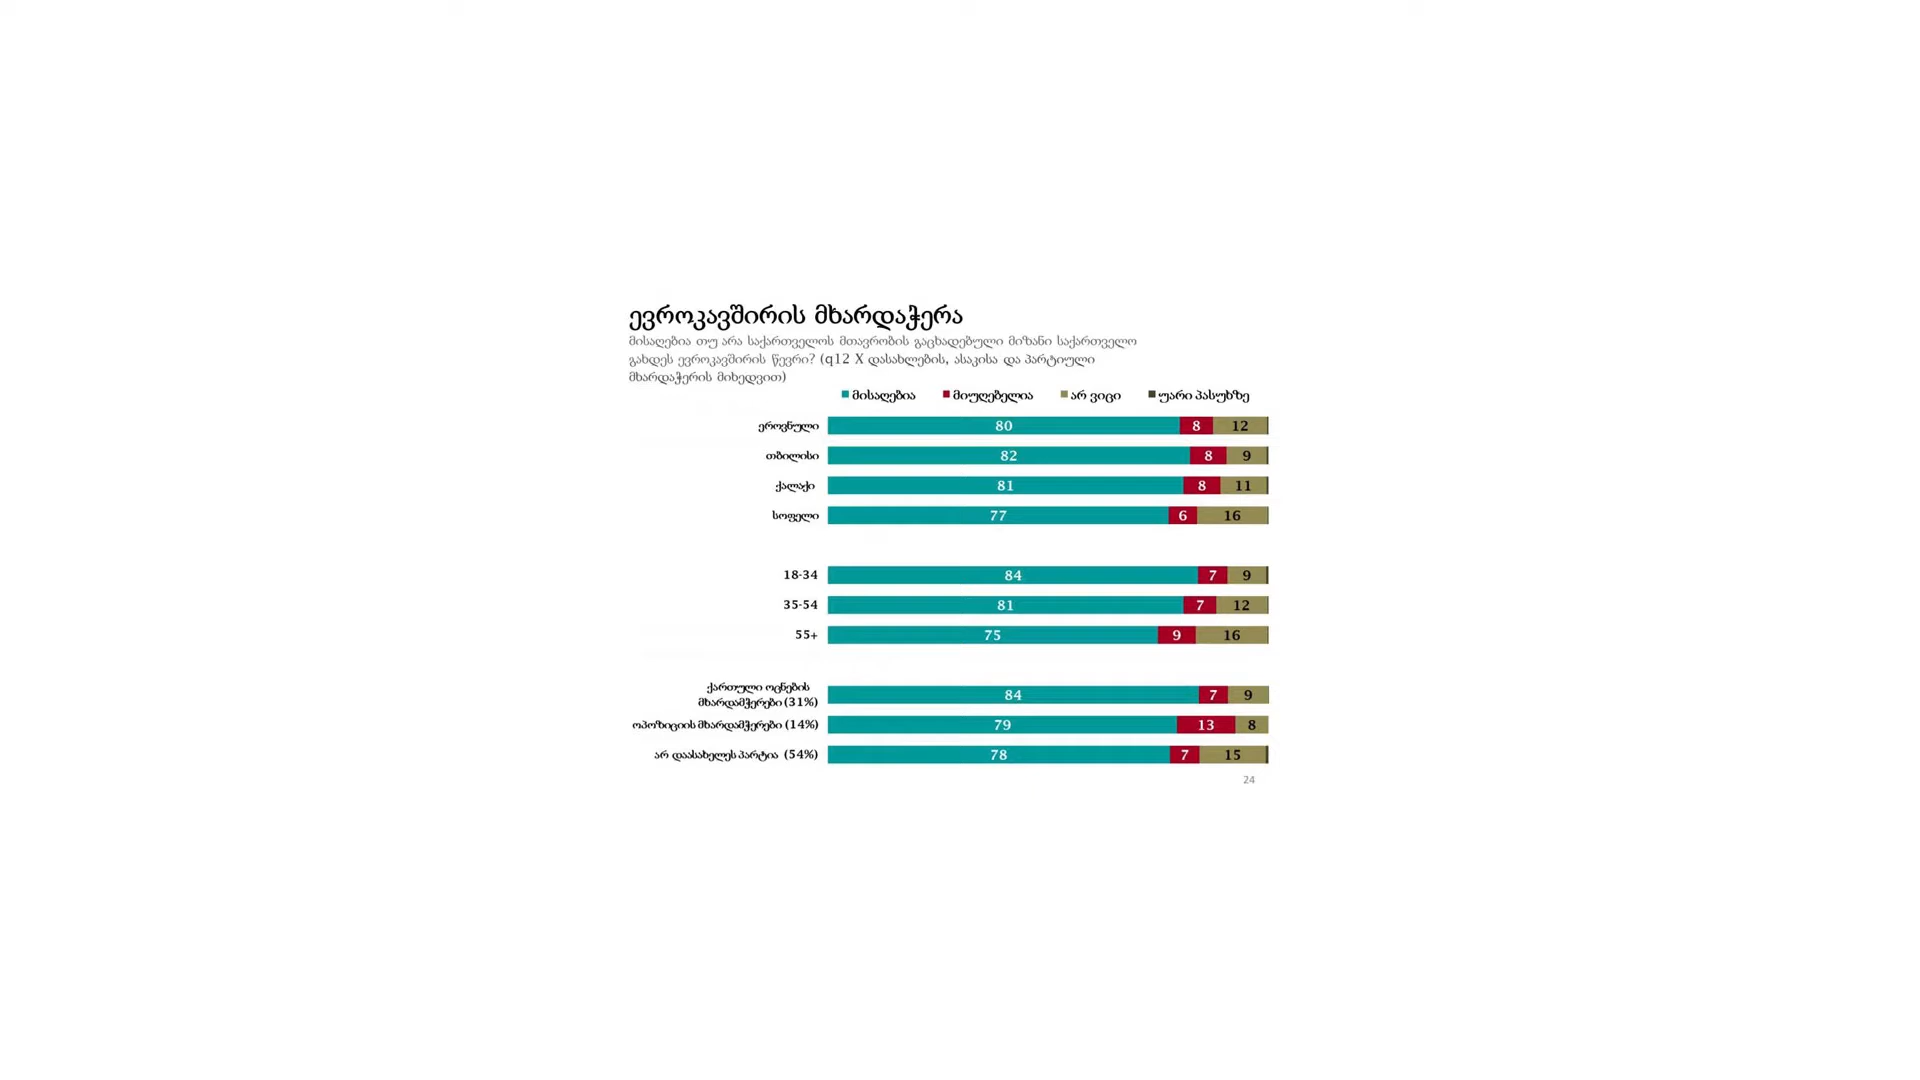 ევროკავშირის მხარდაჭერა
მისაღებია თუ არა საქართველოს მთავრობის გაცხადებული მიზანი საქართველო
გახდეს ევროკავშირის წევრი? (q12 X დასახლების, ასაკისა და პარტიული
მხარდაჭერის მიხედვით)
მისაღებია მიუღებელია არ ვიცი უარი პასუხზე
ეროვნული 80 8 12
თბილისი 82 8 9
ქალაქი 81 8 11
სოფელი 77 6 16
18-34 84 7 9
35-54 81 7 12
55+ 75 9 16
ქართული ოცნების
მხარდამჭერები (31%) 84 7 9
ოპოზიციის მხარდამჭერები (14%) 79 13 8
არ დაასახელეს პარტია (54%) 78 7 15
24